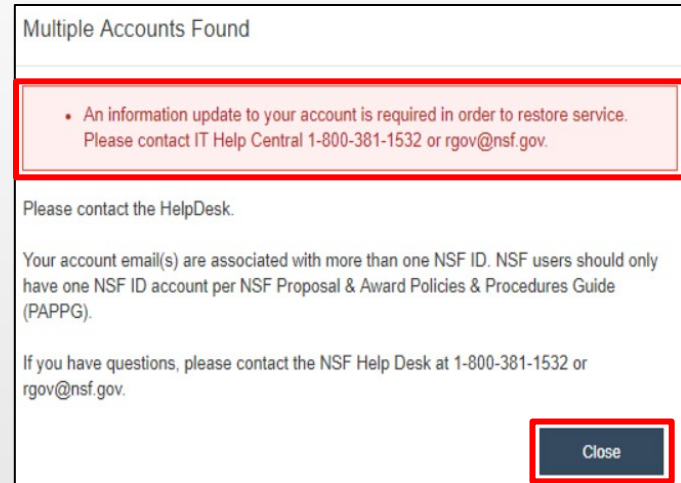 Multiple Accounts Found
• An information update to your account is required in order to restore service.
Please contact IT Help Central 1-800-381-1532 or rgov@nsf.gov.
Please contact the HelpDesk.
Your account email(s) are associated with more than one NSF ID. NSF users should only
have one NSF ID account per NSF Proposal & Award Policies & Procedures Guide
(PAPPG).
If you have questions, please contact the NSF Help Desk at 1-800-381-1532 or
rgov@nsf.gov.
Close